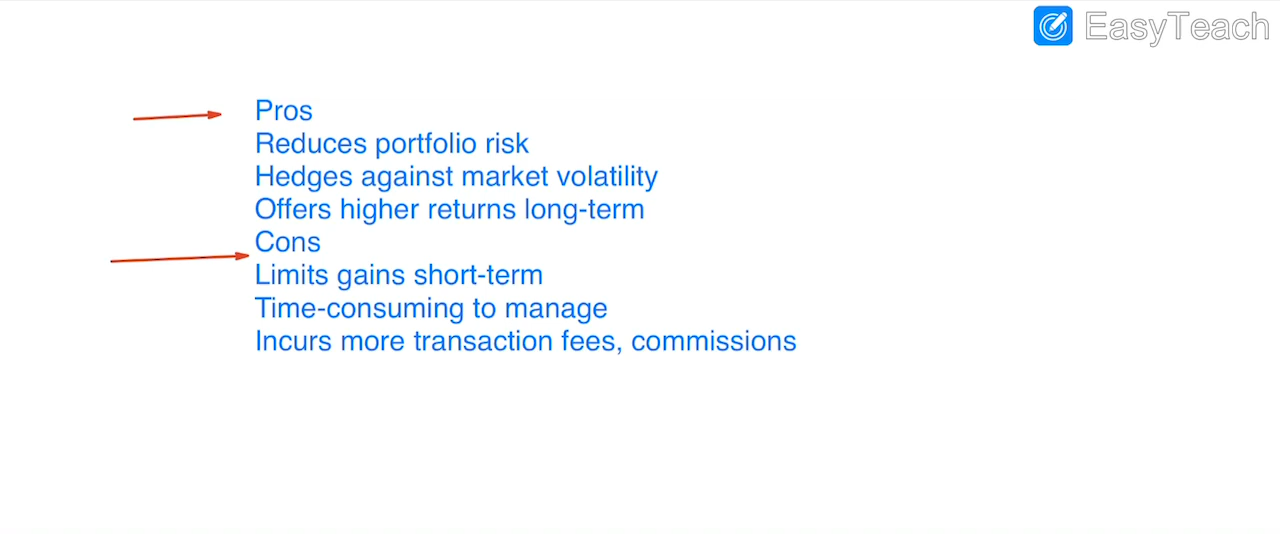 EasyTeach
Pros
Reduces portfolio risk
Hedges against market volatility
Offers higher returns long-term
Cons
Limits gains short-term
Time-consuming to manage
Incurs more transaction fees, commissions